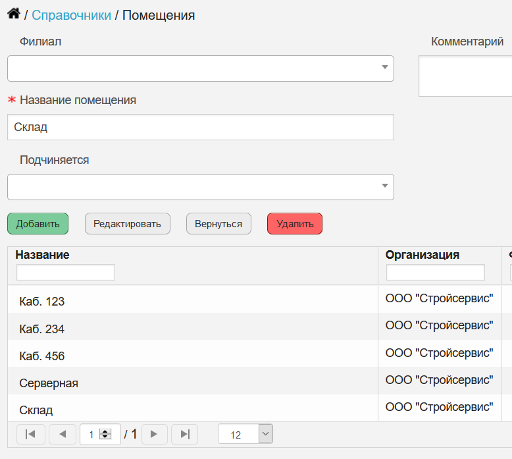 / Справочники / Помещения
Филиал
Комментарий
* Название помещения
Склад
Подчиняется
Добавить Редактировать Вернуться Удалить
Название Организация
Каб. 123 ООО "Стройсервис"
Каб. 234 ООО "Стройсервис"
Каб. 456 ООО "Стройсервис"
Серверная ООО "Стройсервис"
Склад ООО "Стройсервис"
1 / 1 12